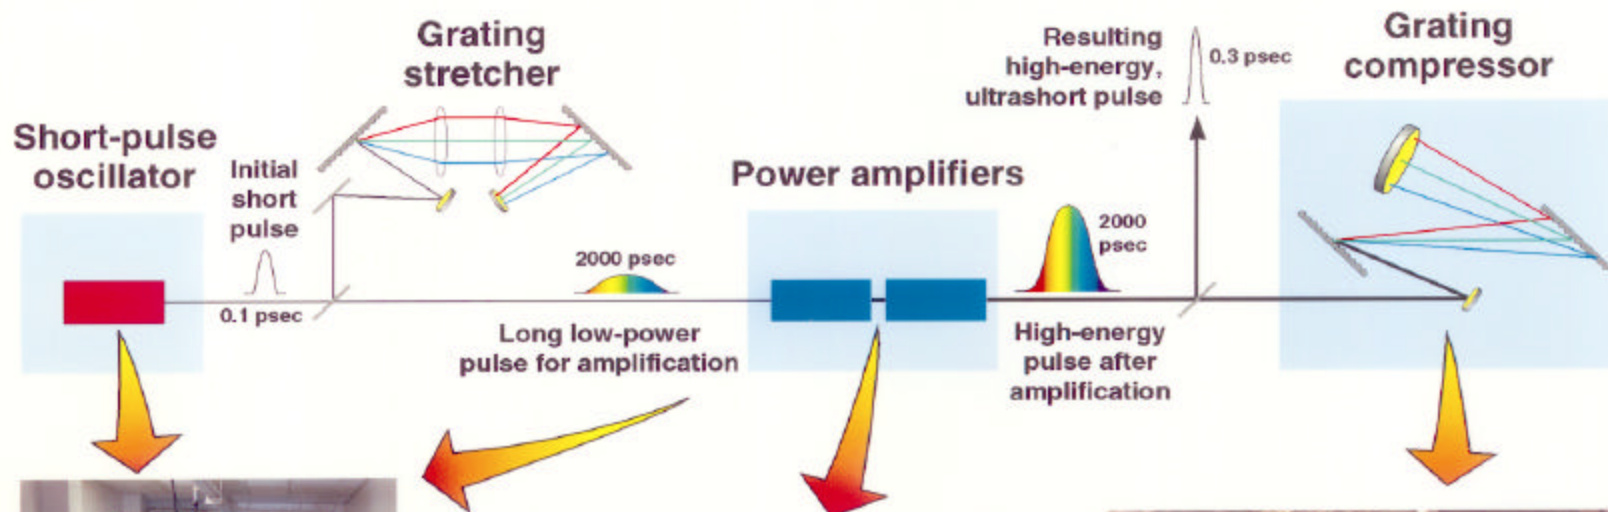 Grating
stretcher
Short-pulse
oscillator
Initial
short
pulse
0.1 psec
2000 psec
Long low-power
pulse for amplification
Power amplifiers
2000
psec
High-energy
pulse after
amplification
Resulting
high-energy,
ultrashort pulse
0.3 psec
Grating
compressor